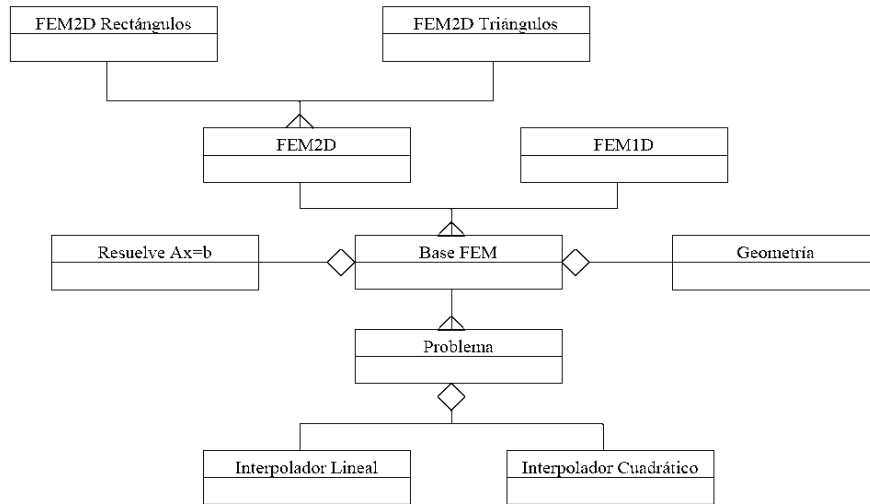 FEM2D Rectángulos
FEM2D Triángulos
FEM2D
FEM1D
Resuelve Ax=b
Base FEM
Geometría
Problema
Interpolador Lineal
Interpolador Cuadrático